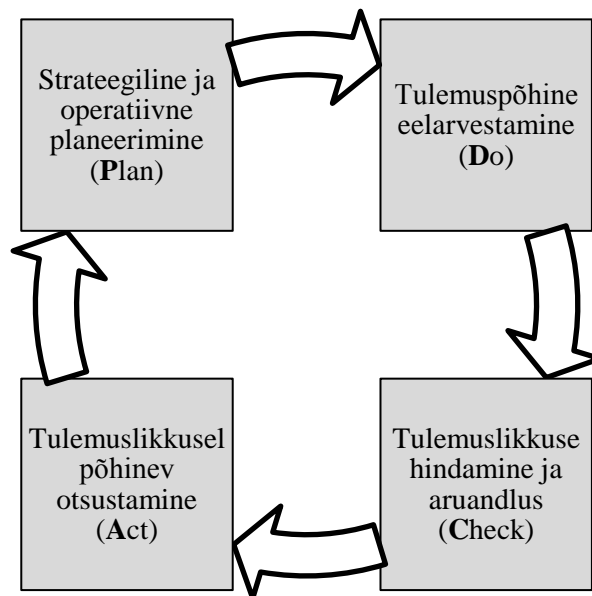 Strateegiline ja
operatiivne
planeerimine
(Plan)
Tulemuspõhine
eelarvestamine
(Do)
Tulemuslikkuse
hindamine ja
aruandlus
(Check)
Tulemuslikkusel
põhinev
otsustamine
(Act)